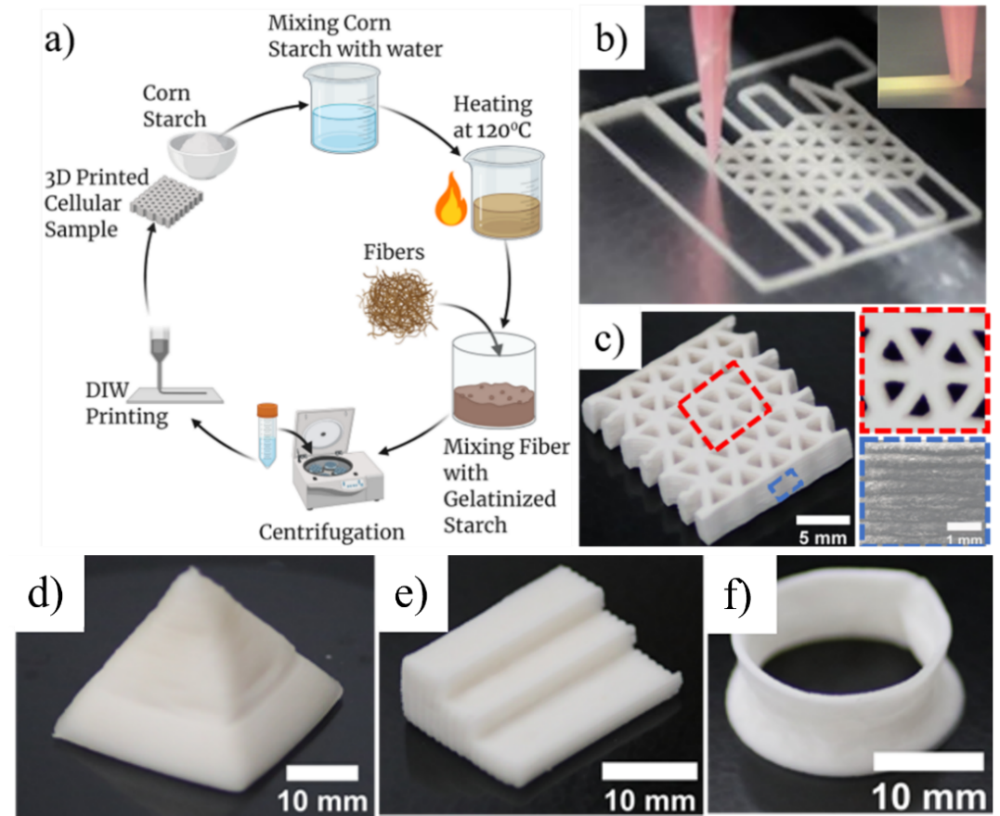 a)
Mixing Corn
Starch with water
Corn
Starch
Heating
at 120⁰C
3D Printed
Cellular
Sample
Fibers
DIW
Printing
Mixing Fiber
with
Gelatinized
Starch
Centrifugation
b)
c)
5 mm
1 mm
d)
10 mm
e)
10 mm
f)
10 mm